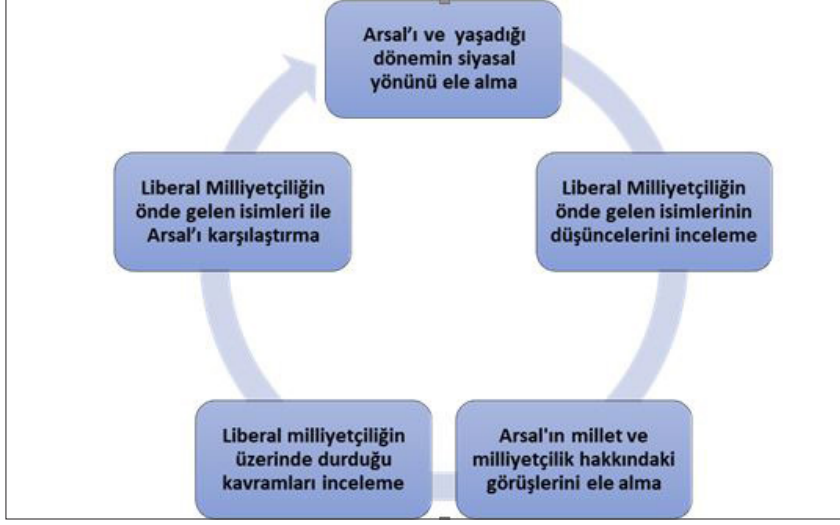 Arsal’ı ve yaşadığı
dönemin siyasal
yönünü ele alma
Liberal Milliyetçiliğin
önde gelen isimlerinin
düşüncelerini inceleme
Arsal'ın millet ve
milliyetçilik hakkındaki
görüşlerini ele alma
Liberal milliyetçiliğin
üzerinde durduğu
kavramları inceleme
Liberal Milliyetçiliğin
önde gelen isimleri ile
Arsal’ı karşılaştırma